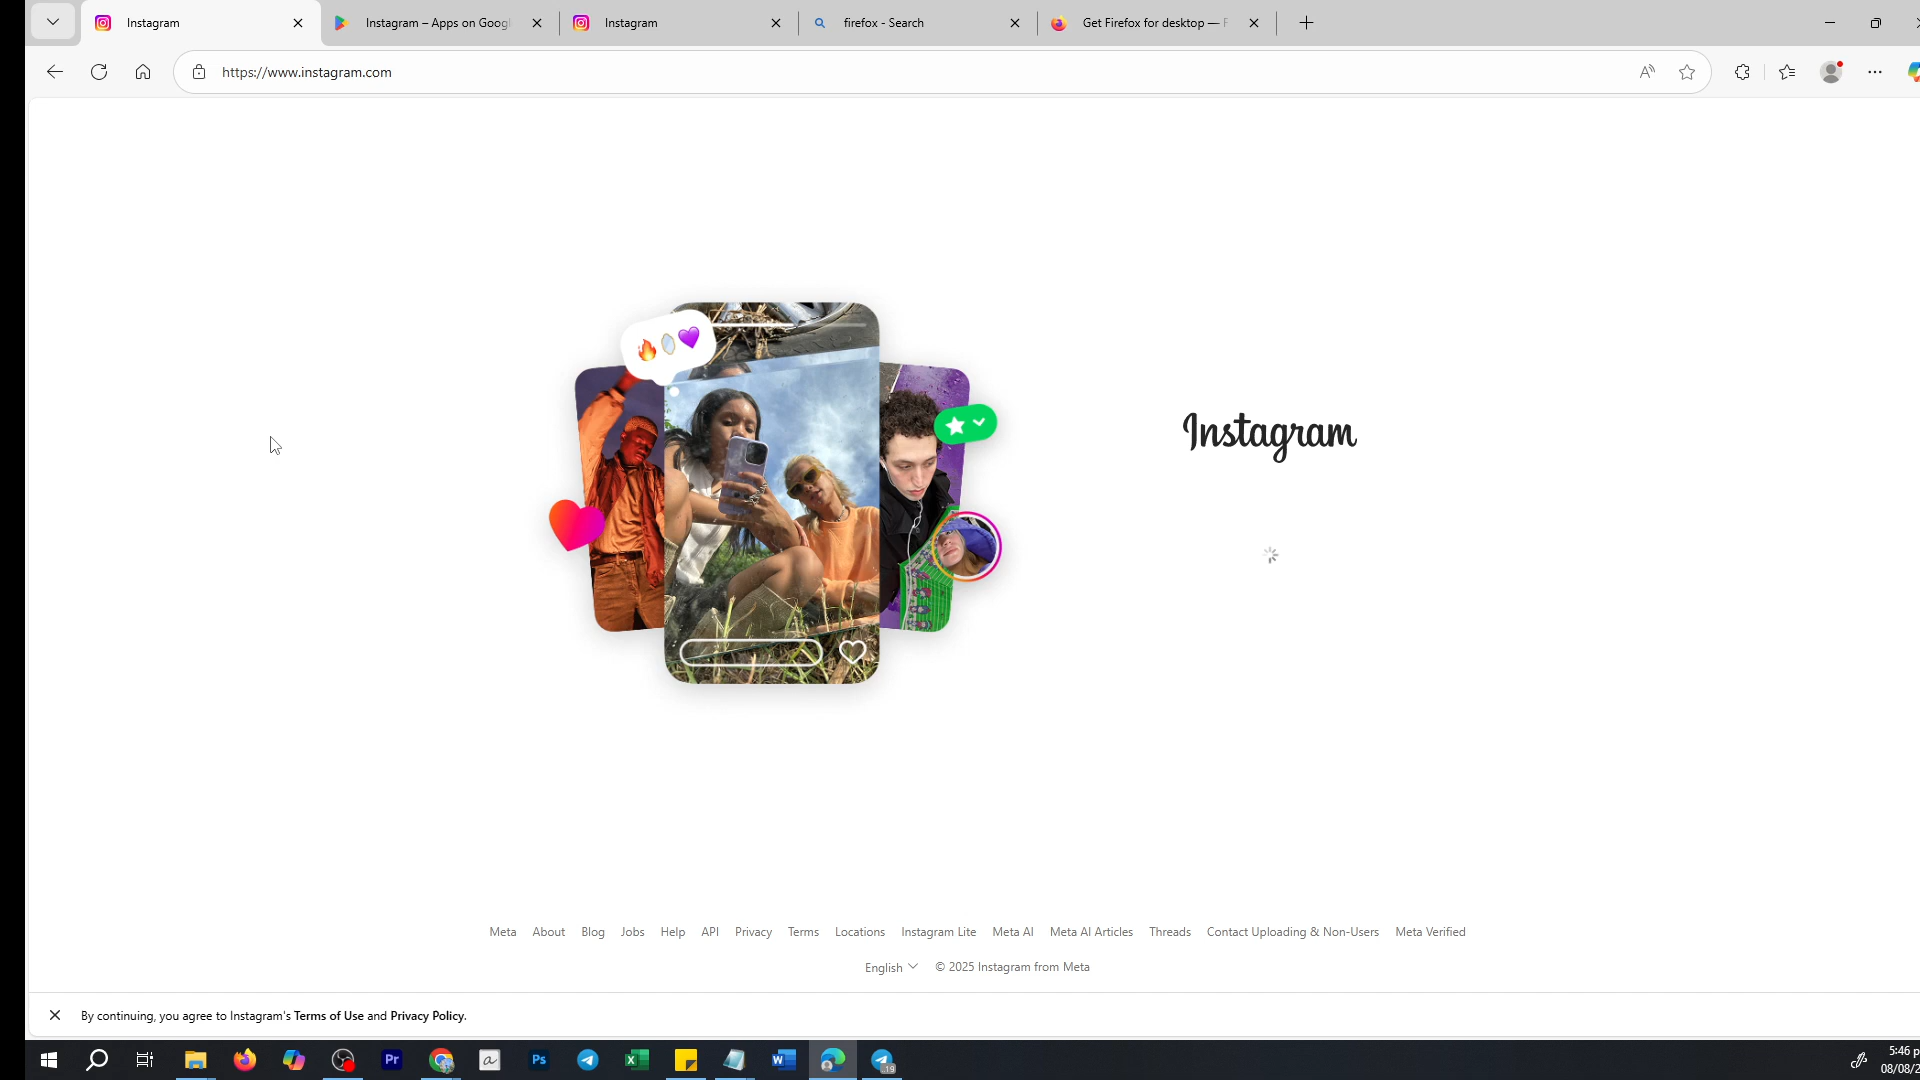 Instagram
Instagram – Apps on Goog
Instagram
firefox - Search
Get Firefox for desktop —
https://www.instagram.com
Instagram
Meta About Blog Jobs Help API Privacy Terms Locations Instagram Lite Meta AI Meta AI Articles Threads Contact Uploading & Non-Users Meta Verified
English © 2025 Instagram from Meta
By continuing, you agree to Instagram's Terms of Use and Privacy Policy.
Pr
a
Ps
W
19
5:46 p
08/08/2